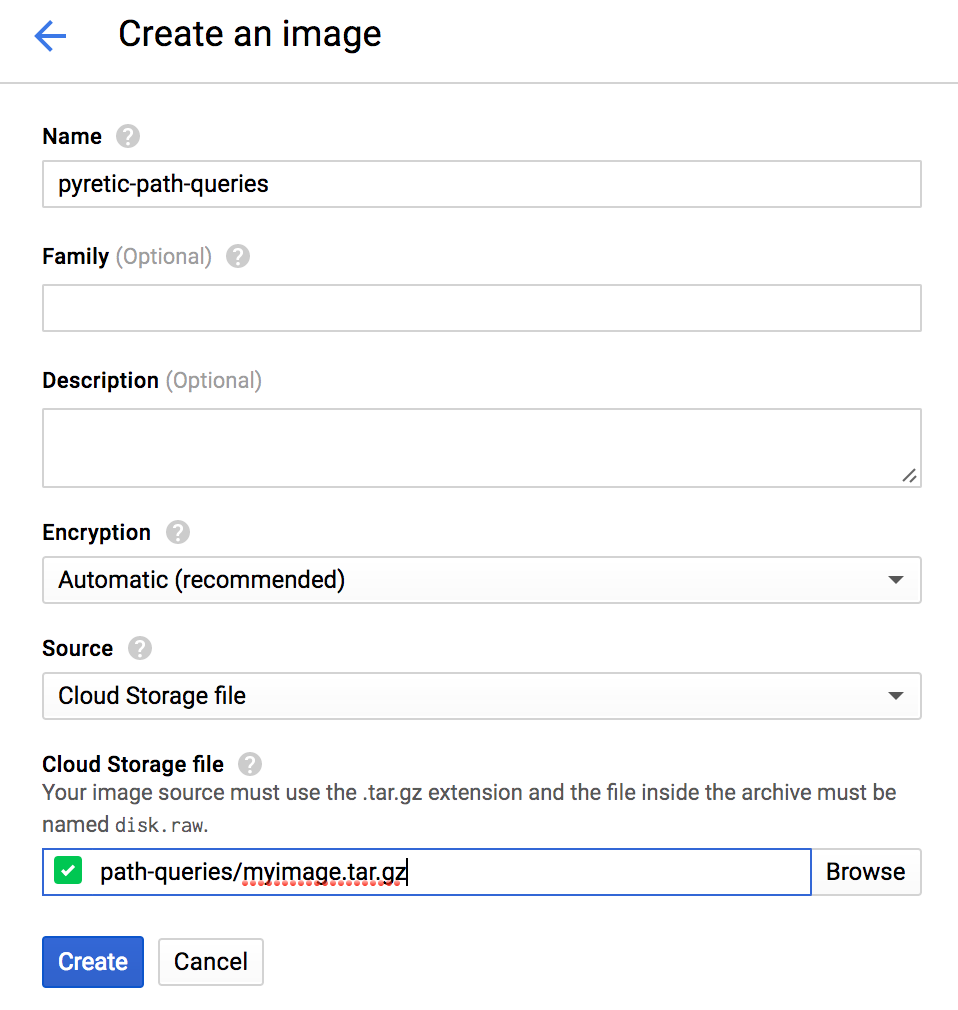 Create an image
Name ?
pyretic-path-queries
Family (Optional) ?
Description (Optional)
Encryption ?
Automatic (recommended)
Source ?
Cloud Storage file
Cloud Storage file ?
Your image source must use the .tar.gz extension and the file inside the archive must be
named disk.raw.
path-queries/myimage.tar.gz Browse
Create Cancel